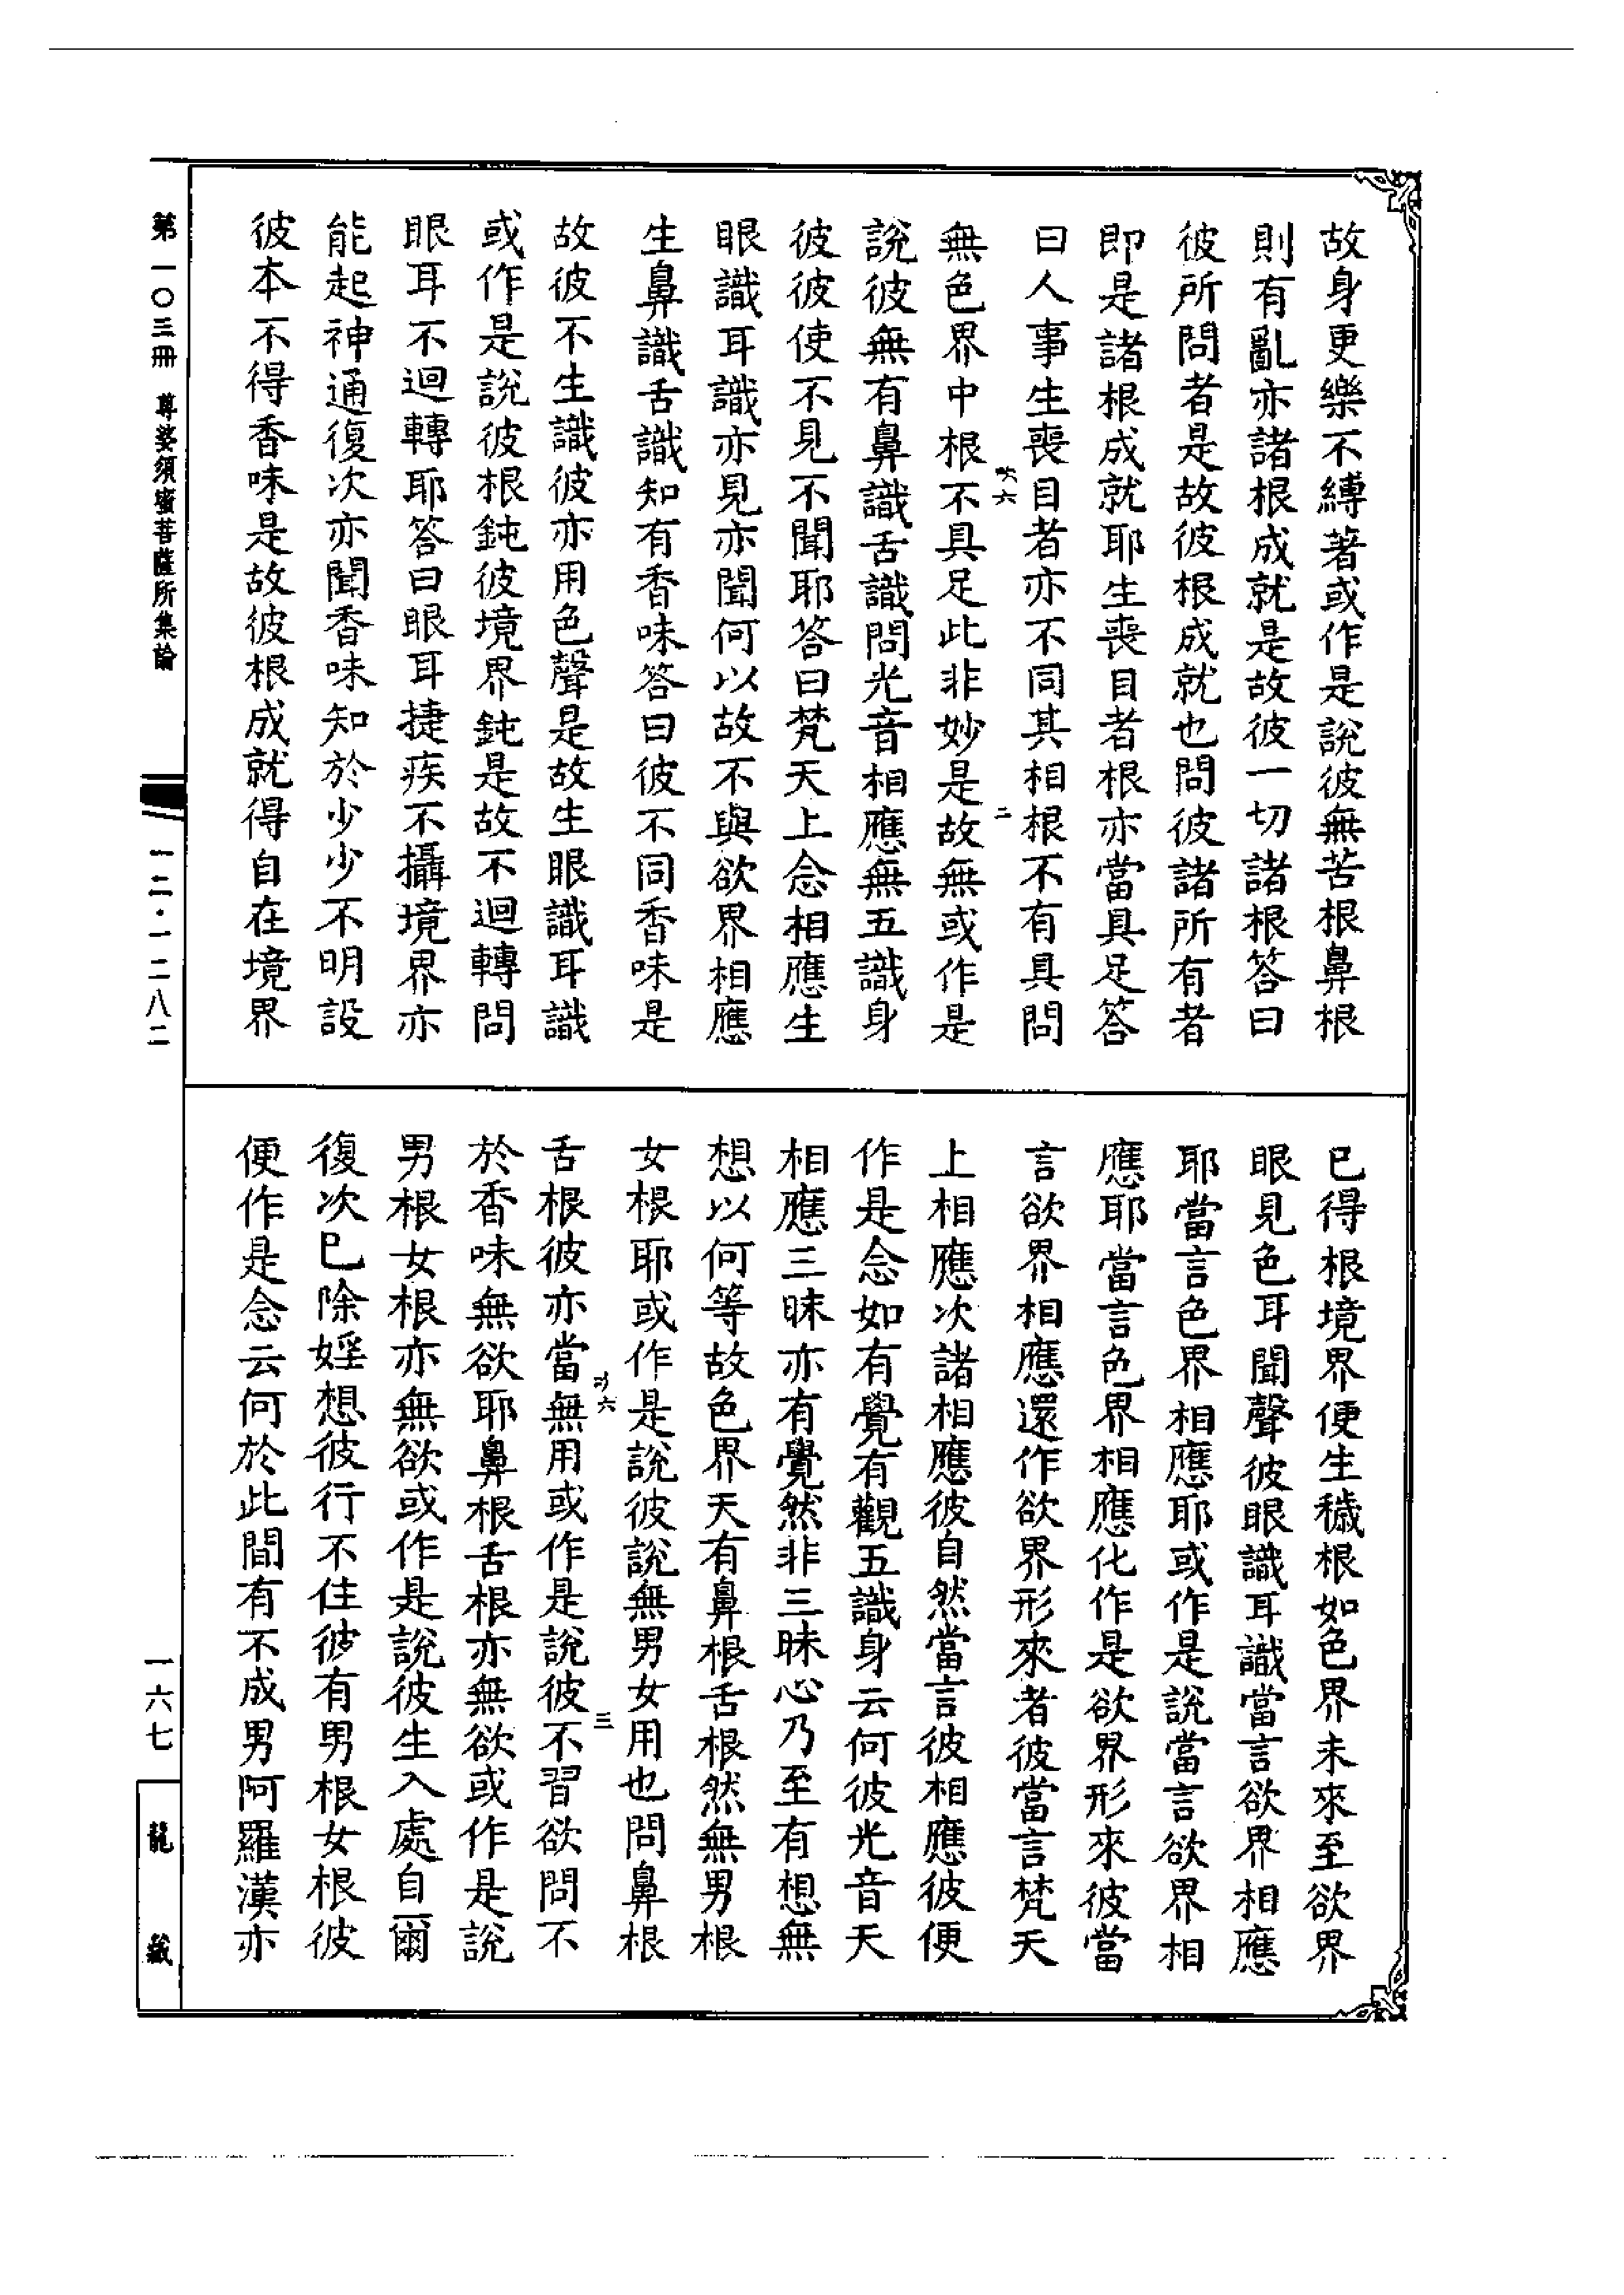 故身更樂不縛著或作是說彼無苦根鼻根
則有亂亦諸根成就是故彼一切諸根答曰
彼所問者是故彼根成就也問彼諸所有者
即是諸根成就耶生喪目者根亦當具足答
曰人事生喪目者亦不同其相根不有具問
無色界中根不具足此非妙是故無或作是
說彼無有鼻識舌識問光音相應無五識身
彼彼使不見不聞耶答曰梵天上念相應生
眼識耳識亦見亦聞何以故不與欲界相應
生鼻識舌識知有香味答曰彼不同香味是
故彼不生識彼亦用色聲是故生眼識耳識
或作是說彼根鈍彼境界鈍是故不迴轉問
眼耳不迴轉耶答曰眼耳捷疾不攝境界亦
能起神通復次亦聞香味知於少少不明設
彼本不得香味是故彼根成就得自在境界
已得根境界便生穢根如色界未來至欲界
眼見色耳聞聲彼眼識耳識當言欲界相應
耶當言色界相應耶或作是說當言欲界相
應耶當言色界相應化作是欲界形來彼當
言欲界相應還作欲界形來者彼當言梵天
上相應次諸相應彼自然當言彼相應彼便
作是念如有覺有觀五識身云何彼光音天
相應三昧亦有覺然非三昧心乃至有想無
想以何等故色界天有鼻根舌根然無男根
女根耶或作是說彼說無男女用也問鼻根
舌根彼亦當無用或作是說彼不習欲問不
於香味無欲耶鼻根舌根亦無欲或作是說
男根女根亦無欲或作是說彼生入處自爾
復次已除婬想彼行不住彼有男根女根彼
便作是念云何於此間有不成男阿羅漢亦
第一〇三冊 尊婆須蜜菩薩所集論
一二·一二八二
一六七
龍藏
二
六
三